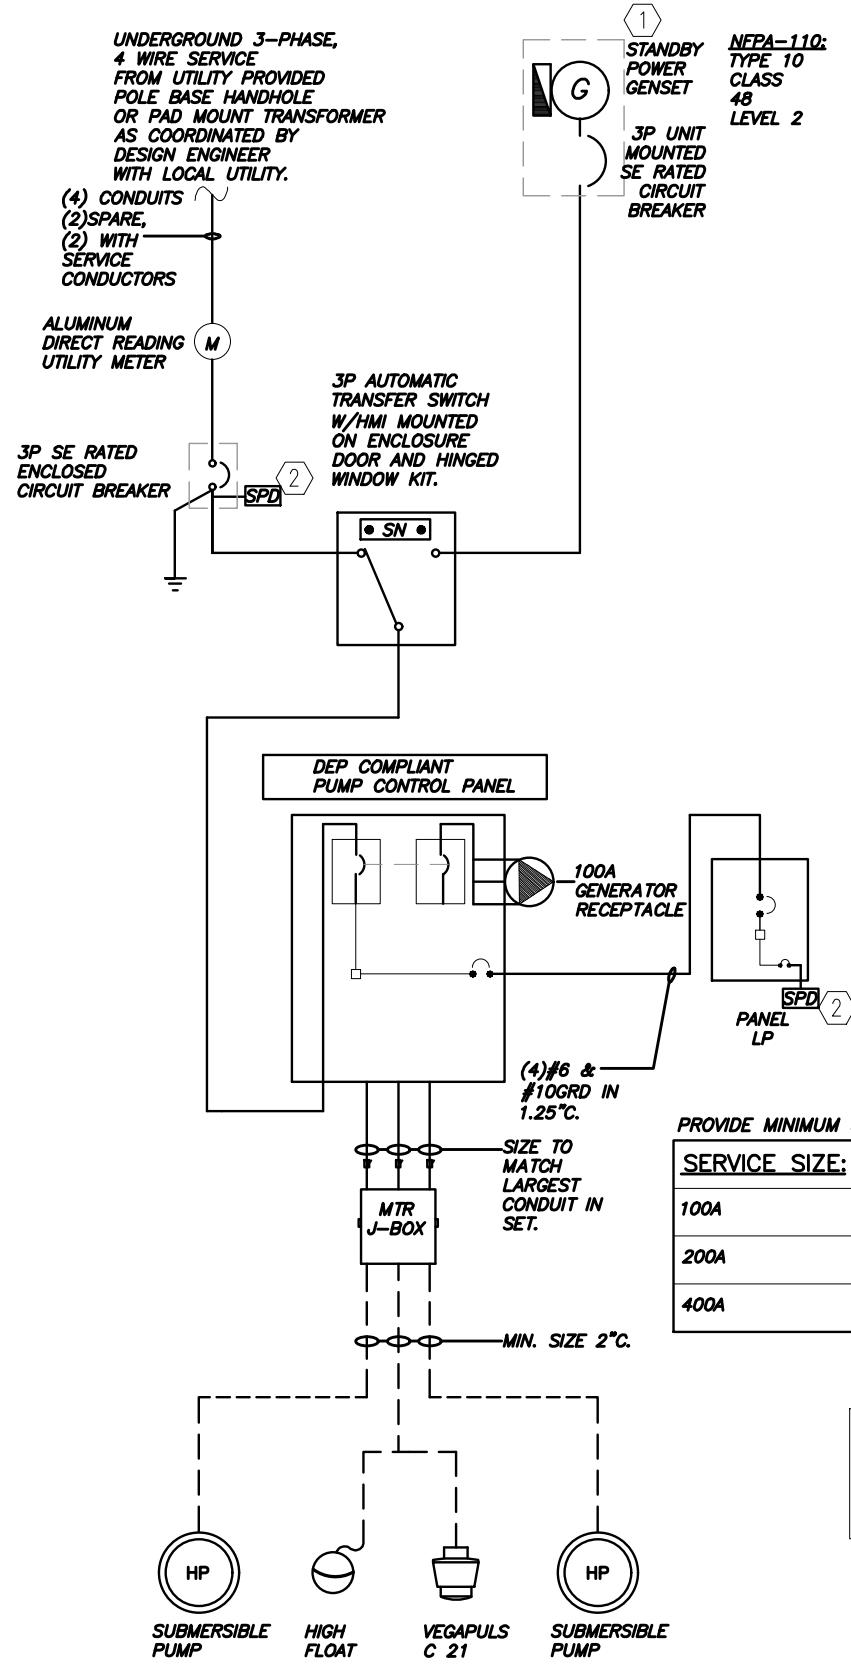 UNDERGROUND 3-PHASE,
4 WIRE SERVICE
FROM UTILITY PROVIDED
POLE BASE HANDHOLE
OR PAD MOUNT TRANSFORMER
AS COORDINATED BY
DESIGN ENGINEER
WITH LOCAL UTILITY.
1
STANDBY
POWER
GENSET
NFPA-110:
TYPE 10
CLASS
48
LEVEL 2
G
3P UNIT
MOUNTED
SE RATED
CIRCUIT
BREAKER
(4) CONDUITS
(2)SPARE,
(2) WITH
SERVICE
CONDUCTORS
ALUMINUM
DIRECT READING
UTILITY METER
M
3P AUTOMATIC
TRANSFER SWITCH
W/HMI MOUNTED
ON ENCLOSURE
DOOR AND HINGED
WINDOW KIT.
3P SE RATED
ENCLOSED
CIRCUIT BREAKER
SPD
2
SN
DEP COMPLIANT
PUMP CONTROL PANEL
100A
GENERATOR
RECEPTACLE
SPD
2
PANEL
LP
(4)#6 &
#10GRD IN
1.25"C.
PROVIDE MINIMUM
SERVICE SIZE:
100A
200A
400A
SIZE TO
MATCH
LARGEST
CONDUIT IN
SET.
MTR
J-BOX
MIN. SIZE 2"C.
HP
HP
SUBMERSIBLE
PUMP
HIGH
FLOAT
VEGAPULS
C 21
SUBMERSIBLE
PUMP